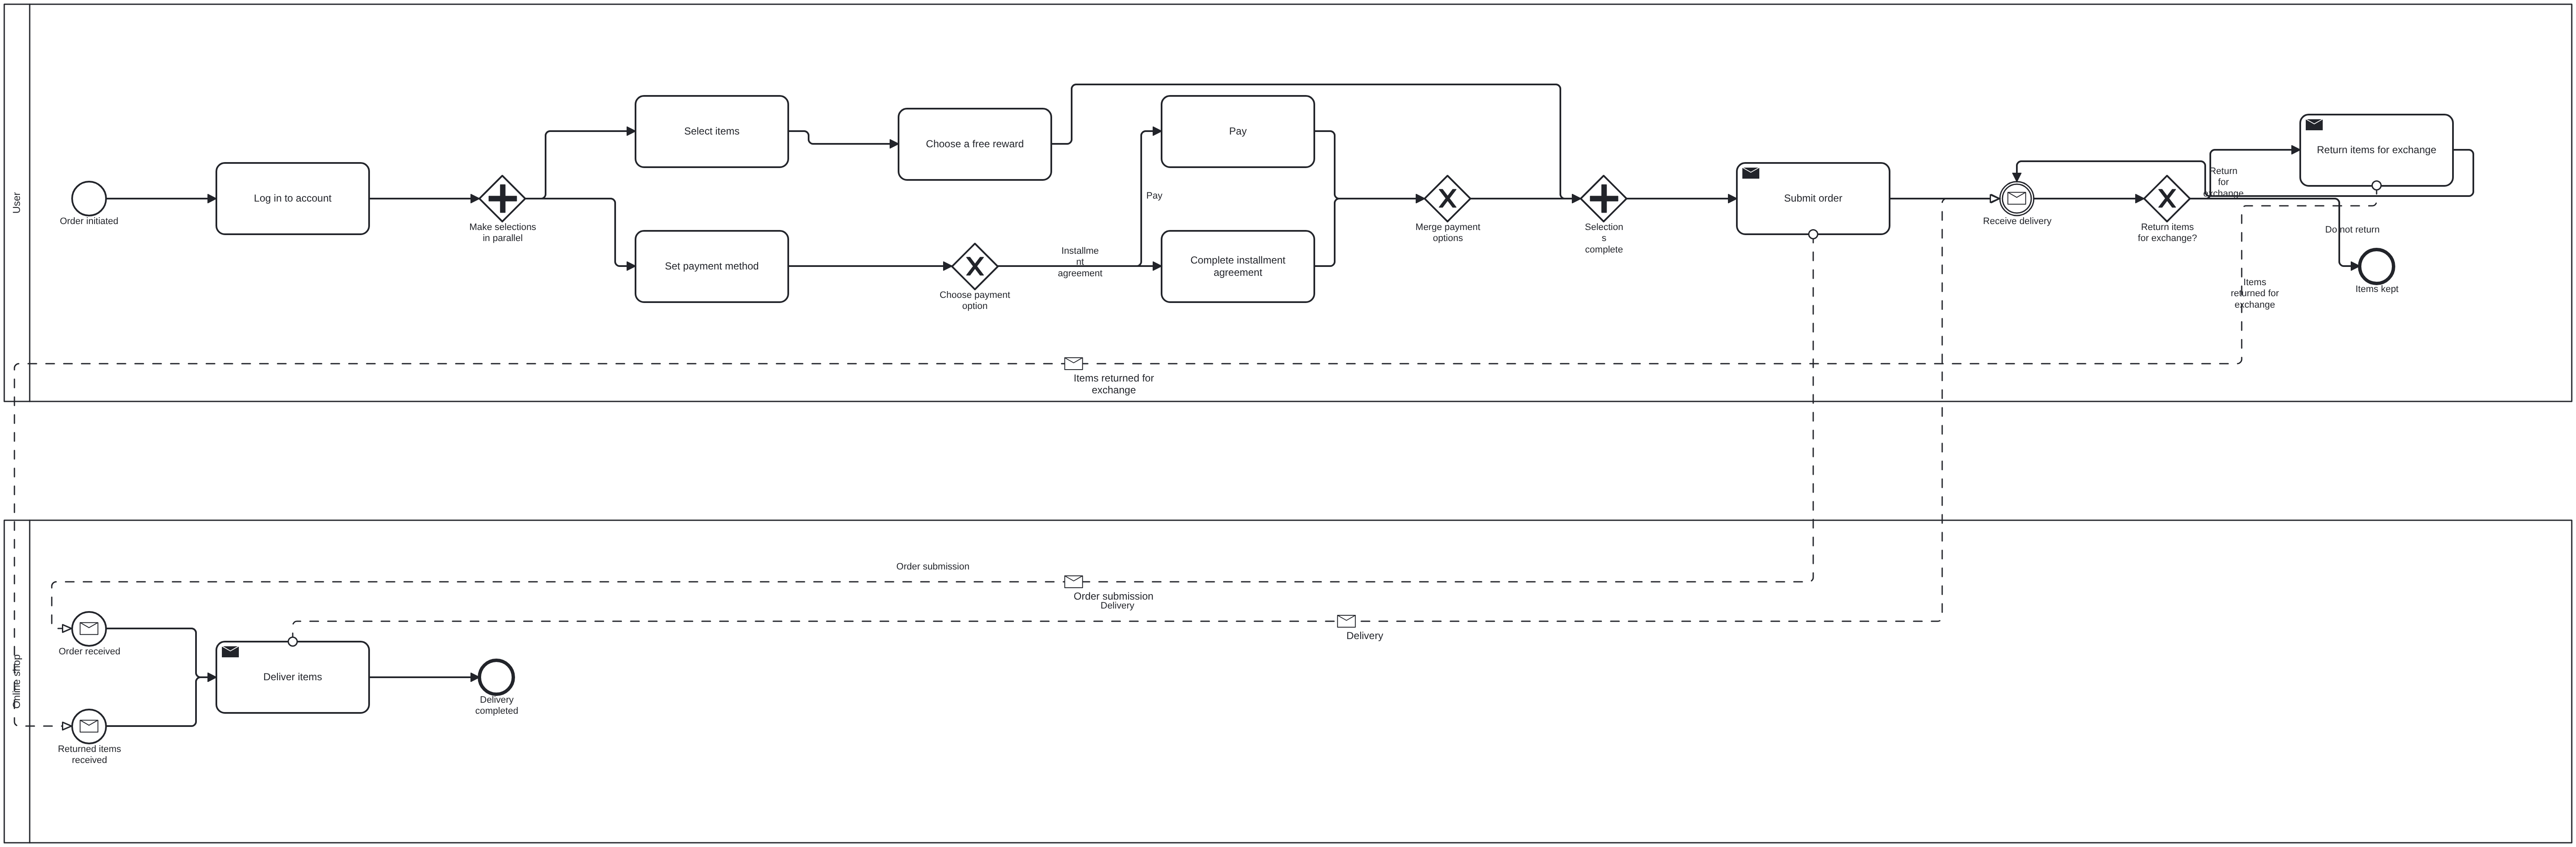 User
Order initiated
Log in to account
Make selections
in parallel
Select items
Choose a free reward
Set payment method
Choose payment
option
Installme
nt
agreement
Pay
Pay
Complete installment
agreement
Merge payment
options
Selection
s
complete
Submit order
Receive delivery
Return items
for exchange?
Return
for
exchange
Return items for exchange
Do not return
Items kept
Items
returned for
exchange
Items returned for
exchange
Online shop
Order submission
Order submission
Delivery
Delivery
Order received
Returned items
received
Deliver items
Delivery
completed